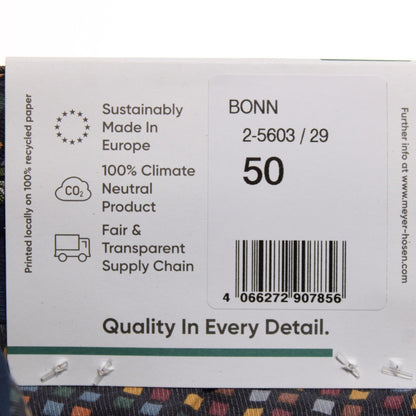 Printed locally on 100% recycled paper
Sustainably
Made In
Europe
CO2
100% Climate
Neutral
Product
Fair &
Transparent
Supply Chain
BONN
2-5603 / 29
50
4 066272 907856
Further info at www.meyer-hosen.com
Quality In Every Detail.